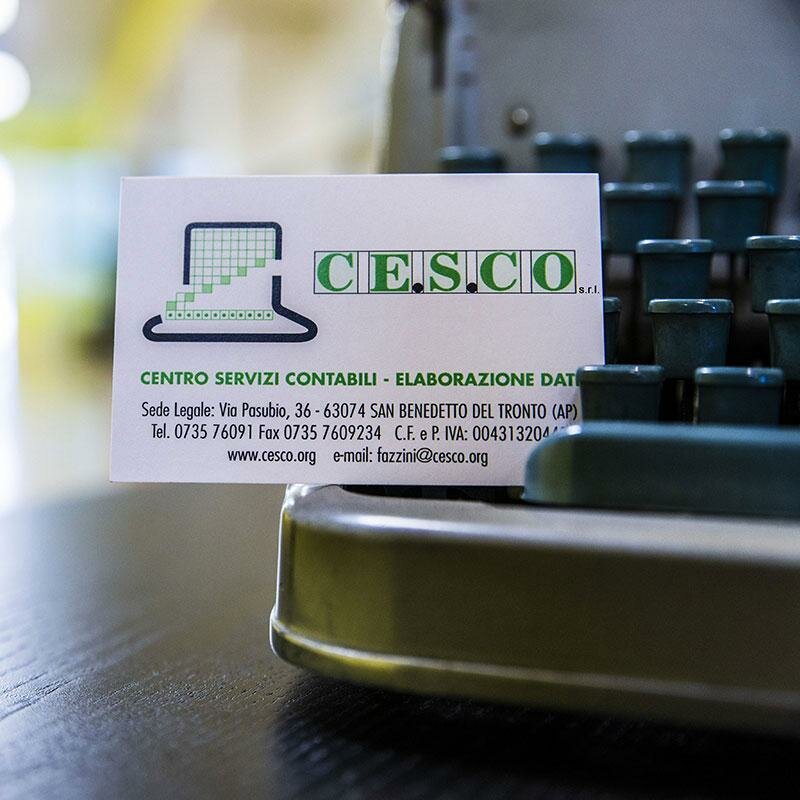 CE.S.CO s.r.l.
CENTRO SERVIZI CONTABILI - ELABORAZIONE DATI
Sede Legale: Via Pasubio, 36 - 63074 SAN BENEDETTO DEL TRONTO (AP)
Tel. 0735 76091 Fax 0735 7609234 C.F. e P. IVA:
www.cesco.org e-mail: fazzini@cesco.org